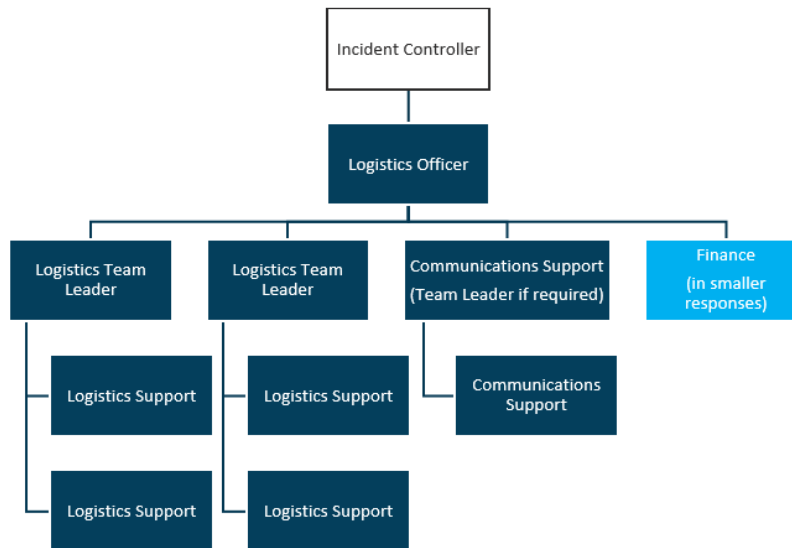 Incident Controller
Logistics Officer
Logistics Team
Leader
Logistics Team
Leader
Communications Support
(Team Leader if required)
Finance
(in smaller
responses)
Logistics Support
Logistics Support
Communications
Support
Logistics Support
Logistics Support